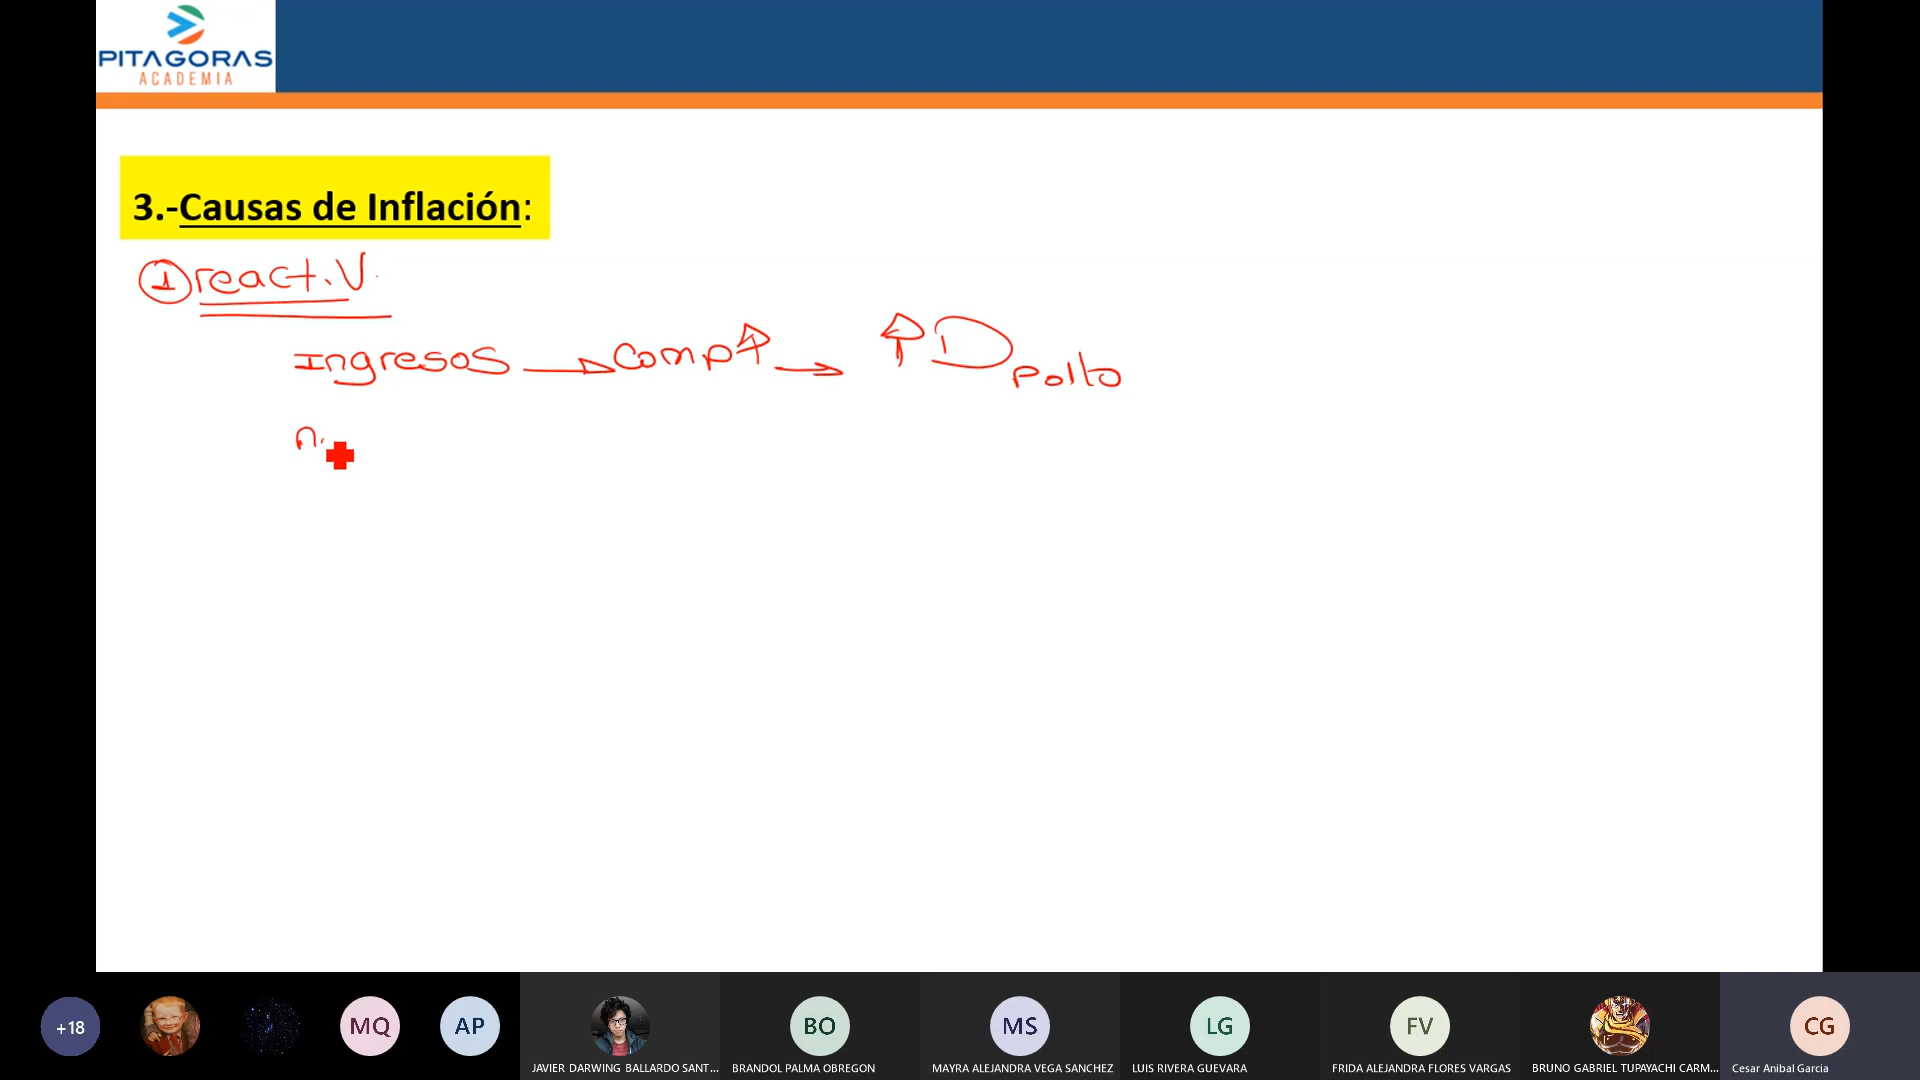 PITAGORAS
ACADEMIA
3.-Causas de Inflación:
1 react. V.
Ingresos → comp↑ → ↑D pollo
n.
+18
MQ
AP
BO
MS
LG
FV
CG
JAVIER DARWING BALLARDO SANT...
BRANDOL PALMA OBREGON
MAYRA ALEJANDRA VEGA SANCHEZ
LUIS RIVERA GUEVARA
FRIDA ALEJANDRA FLORES VARGAS
BRUNO GABRIEL TUPAYACHI CARM...
Cesar Anibal Garcia